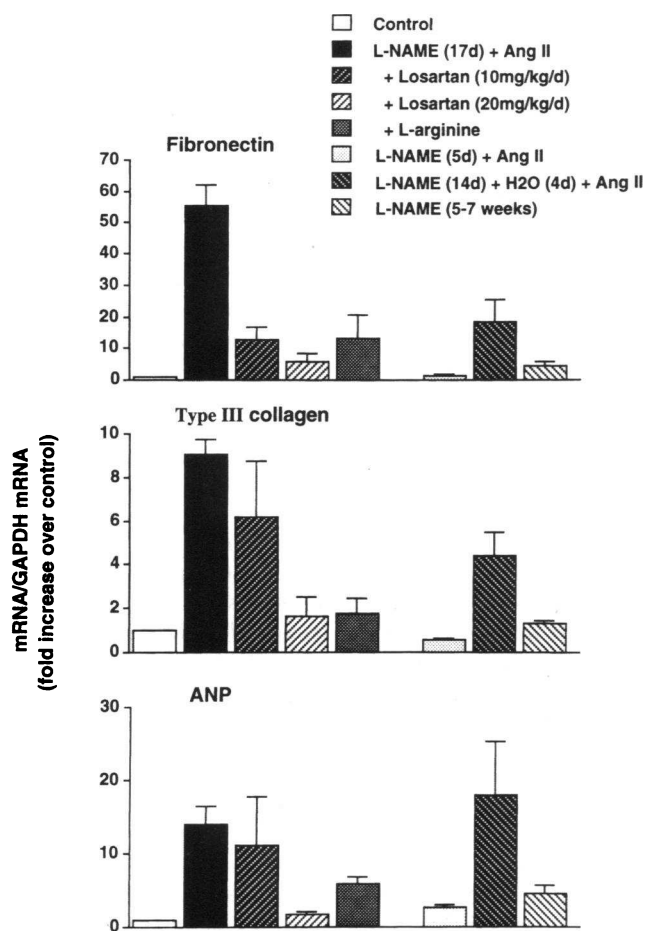 Control
L-NAME (17d) + Ang II
+ Losartan (10mg/kg/d)
+ Losartan (20mg/kg/d)
+ L-arginine
L-NAME (5d) + Ang II
L-NAME (14d) + H2O (4d) + Ang II
L-NAME (5-7 weeks)
Fibronectin
70
60
50
40
30
20
10
0
Type III collagen
10
8
6
4
2
0
mRNA/GAPDH mRNA
(fold increase over control)
ANP
30
20
10
0